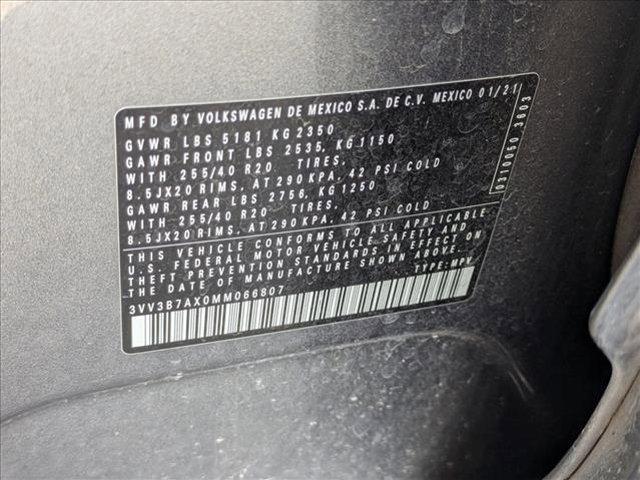 MFD BY VOLKSWAGEN DE MEXICO S.A. DE C.V. MEXICO 01/21
GVWR LBS 5181 KG 2350
GAWR FRONT LBS 2535, KG 1150
WITH 255/40 R20 TIRES,
8.5JX20 RIMS, AT 290 KPA, 42 PSI COLD
GAWR REAR LBS 2756, KG 1250
WITH 255/40 R20 TIRES,
8.5JX20 RIMS, AT 290 KPA, 42 PSI COLD
THIS VEHICLE CONFORMS TO ALL APPLICABLE
U.S. FEDERAL MOTOR VEHICLE SAFETY AND
THEFT PREVENTION STANDARDS IN EFFECT ON
THE DATE OF MANUFACTURE SHOWN ABOVE.
3VV3B7AX0MM066807 TYPE: MPV
0310050 3603